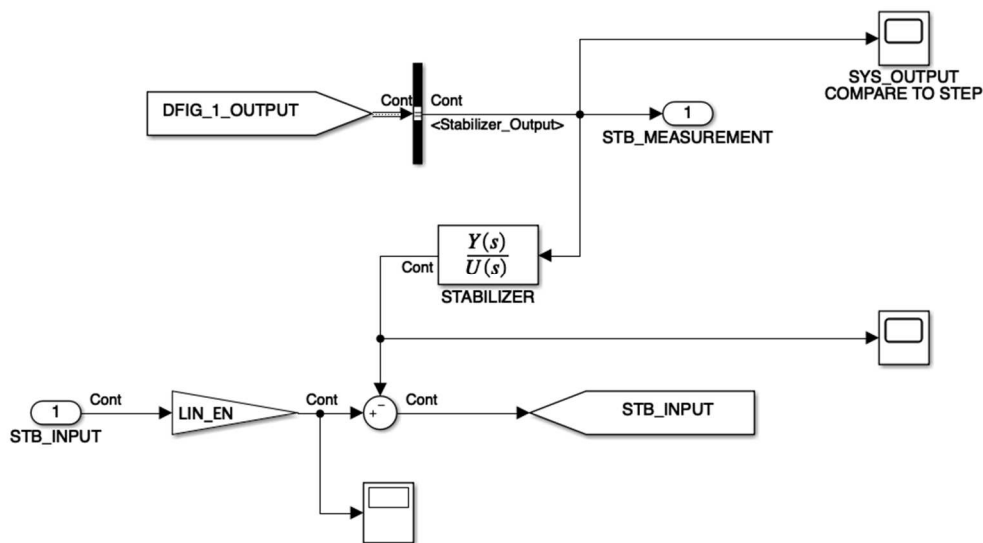 SYS_OUTPUT
COMPARE TO STEP
DFIG_1_OUTPUT
Cont
Cont
<Stabilizer_Output>
1
STB_MEASUREMENT
Y(s)
U(s)
Cont
STABILIZER
1
STB_INPUT
Cont
LIN_EN
Cont
+
−
Cont
STB_INPUT